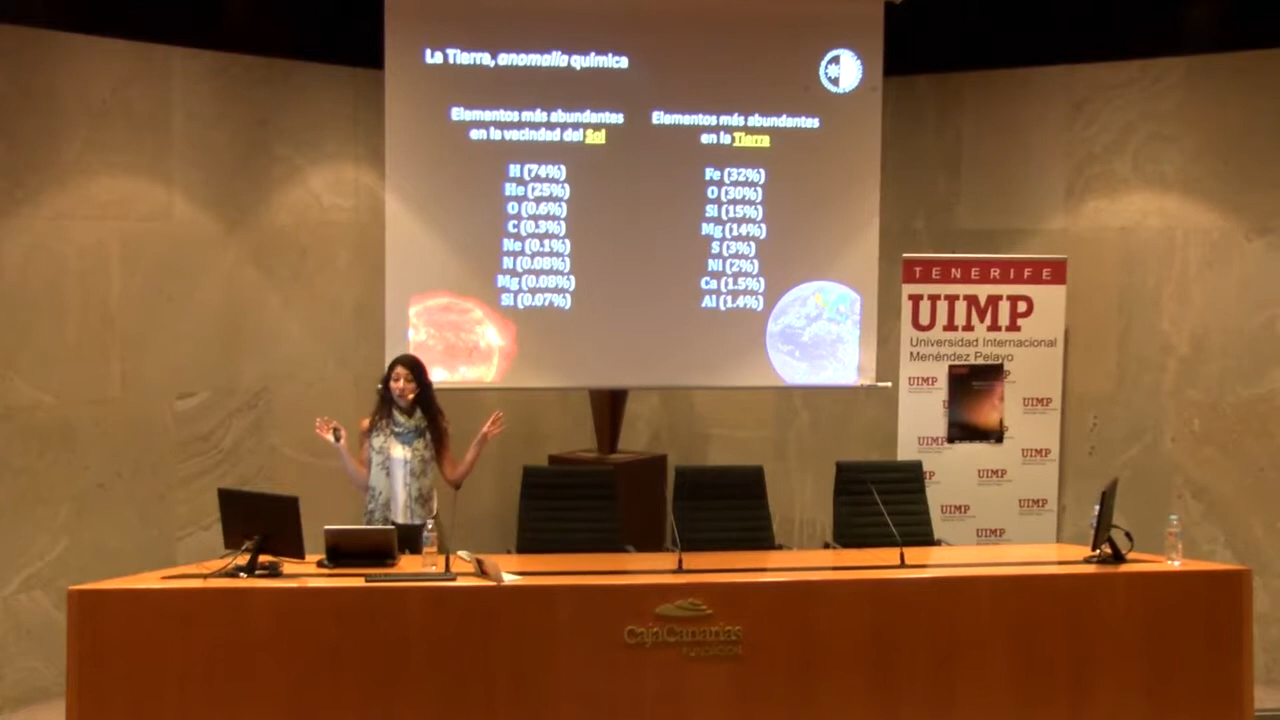 La Tierra, anomalía química
Elementos más abundantes
en la vecindad del Sol
H (74%)
He (25%)
O (0.6%)
C (0.3%)
Ne (0.1%)
N (0.08%)
Mg (0.08%)
Si (0.07%)
Elementos más abundantes
en la Tierra
Fe (32%)
O (30%)
Si (15%)
Mg (14%)
S (3%)
Ni (2%)
Ca (1.5%)
Al (1.4%)
TENERIFE
UIMP
Universidad Internacional
Menéndez Pelayo
UIMP
UIMP
UIMP
UIMP
UIMP
UIMP
UIMP
UIMP
CajaCanarias
FUNDACIÓN